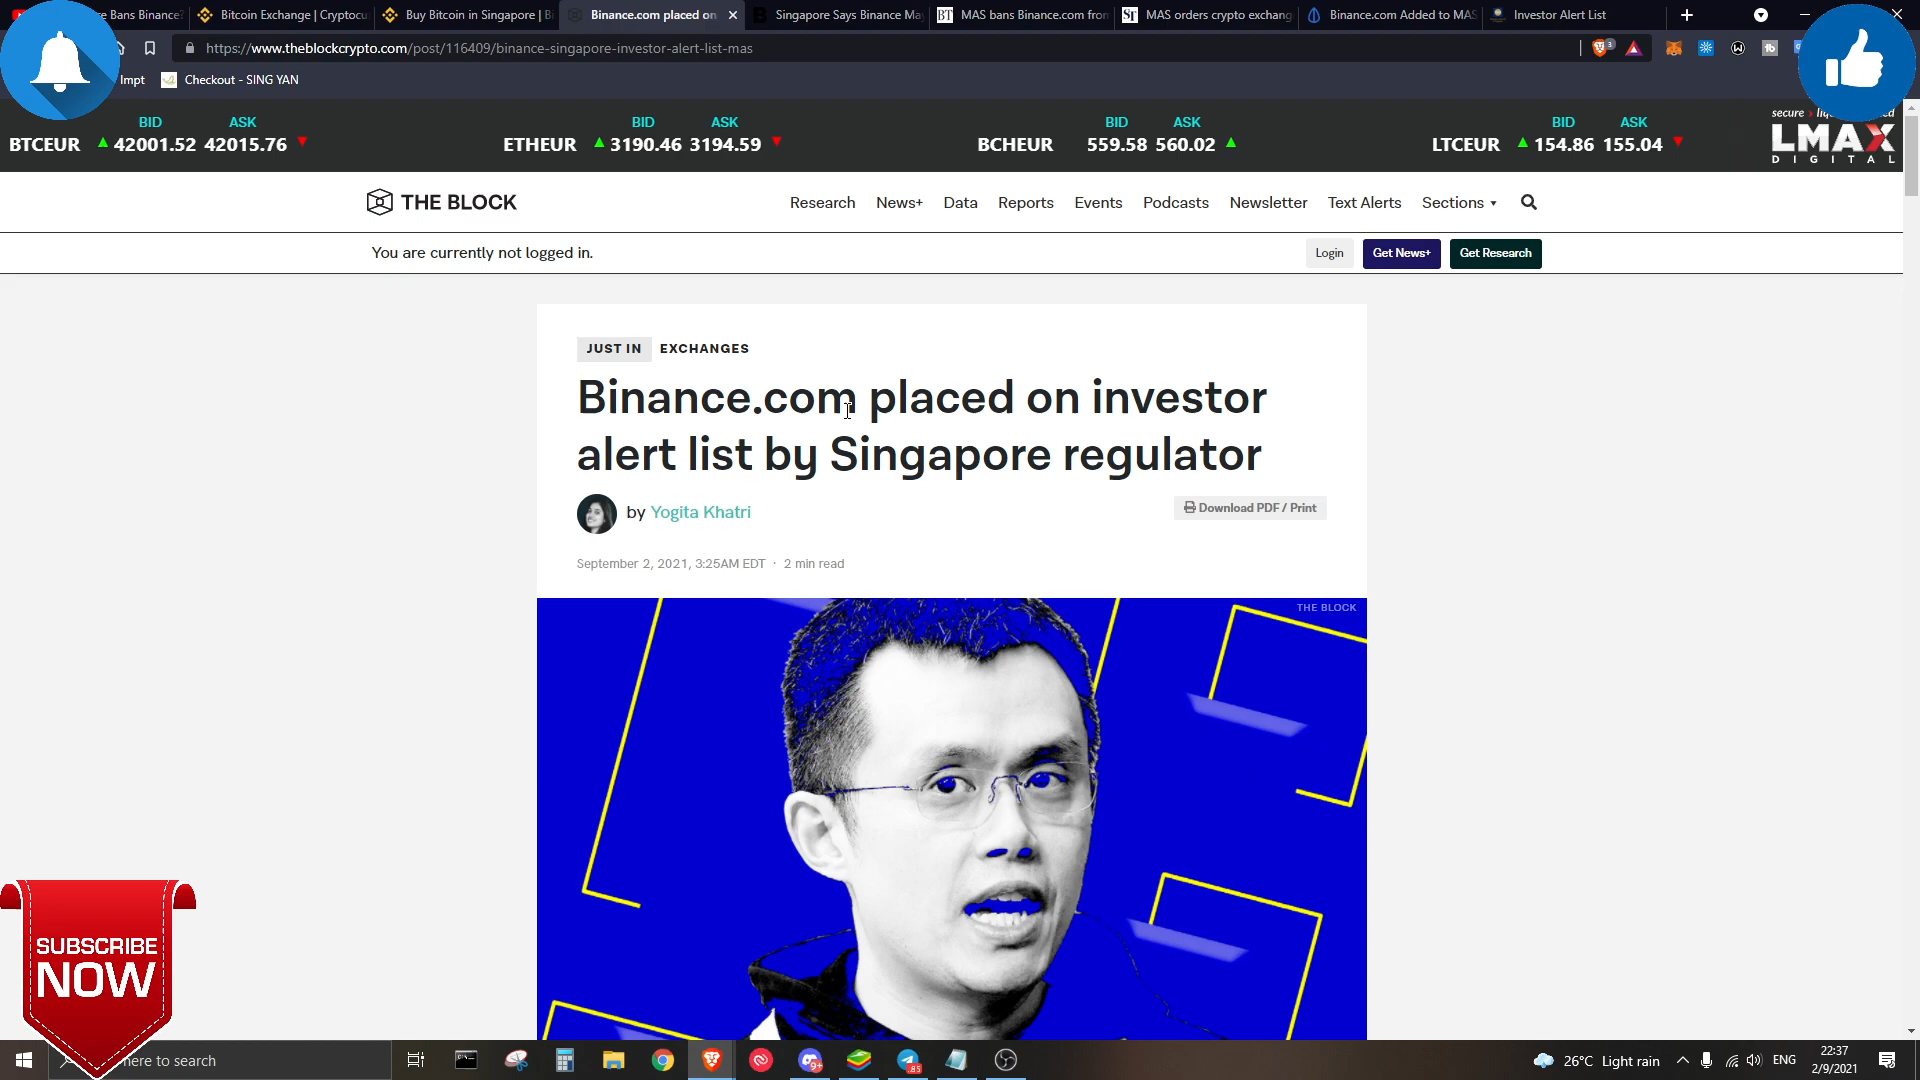 e Bans Binance?
Bitcoin Exchange | Cryptocu
Buy Bitcoin in Singapore | Bi
Binance.com placed on
Singapore Says Binance May
MAS bans Binance.com from
MAS orders crypto exchang
Binance.com Added to MAS
Investor Alert List
https://www.theblockcrypto.com/post/116409/binance-singapore-investor-alert-list-mas
Impt
Checkout - SING YAN
BTCEUR BID 42001.52 ASK 42015.76
ETHEUR BID 3190.46 ASK 3194.59
BCHEUR BID 559.58 ASK 560.02
LTCEUR BID 154.86 ASK 155.04
LMAX
DIGITAL
THE BLOCK
Research News+ Data Reports Events Podcasts Newsletter Text Alerts Sections
You are currently not logged in.
Login Get News+ Get Research
JUST IN EXCHANGES
Binance.com placed on investor
alert list by Singapore regulator
by Yogita Khatri
Download PDF / Print
September 2, 2021, 3:25AM EDT · 2 min read
THE BLOCK
SUBSCRIBE
NOW
here to search
26°C Light rain
ENG
22:37
2/9/2021